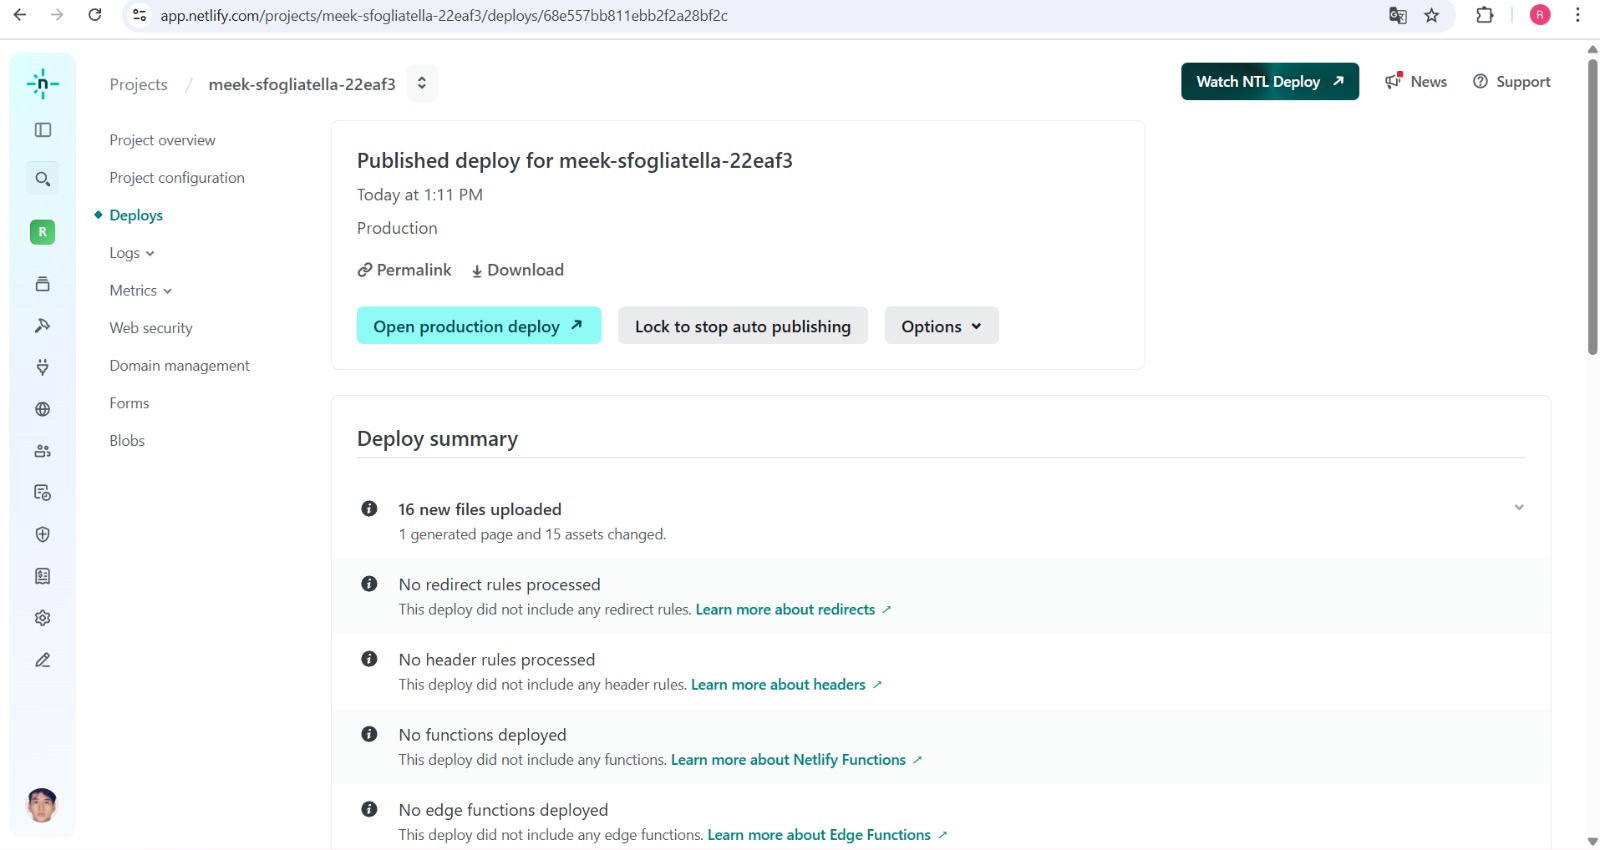 app.netlify.com/projects/meek-sfogliatella-22eaf3/deploys/68e557bb811ebb2f2a28bf2c
R
n
Projects / meek-sfogliatella-22eaf3
Watch NTL Deploy
News
Support
R
Project overview
Project configuration
Deploys
Logs
Metrics
Web security
Domain management
Forms
Blobs
Published deploy for meek-sfogliatella-22eaf3
Today at 1:11 PM
Production
Permalink
Download
Open production deploy
Lock to stop auto publishing
Options
Deploy summary
16 new files uploaded
1 generated page and 15 assets changed.
No redirect rules processed
This deploy did not include any redirect rules. Learn more about redirects
No header rules processed
This deploy did not include any header rules. Learn more about headers
No functions deployed
This deploy did not include any functions. Learn more about Netlify Functions
No edge functions deployed
This deploy did not include any edge functions. Learn more about Edge Functions